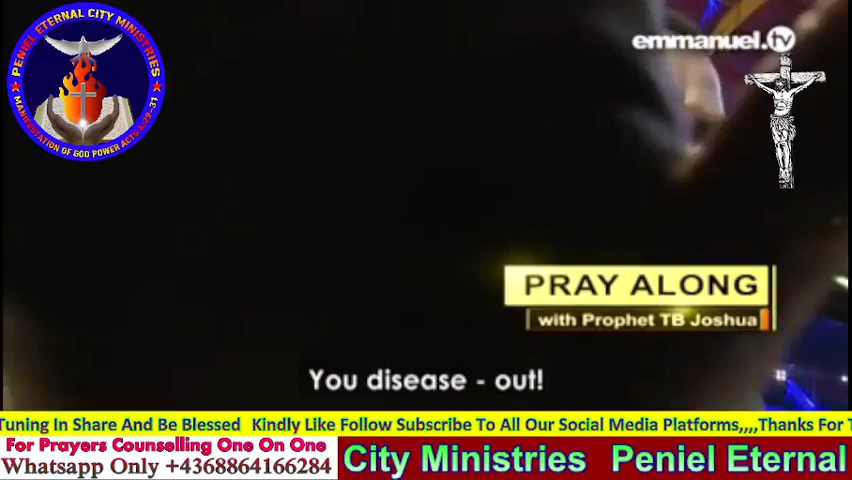 PENIEL ETERNAL CITY MINISTRIES
MANIFESTATION OF GOD POWER ACTS 4:29-31
emmanuel.tv
PRAY ALONG
with Prophet TB Joshua
You disease - out!
Tuning In Share And Be Blessed Kindly Like Follow Subscribe To All Our Social Media Platforms,,,,Thanks For T
For Prayers Counselling One On One
Whatsapp Only +4368864166284
City Ministries Peniel Eternal